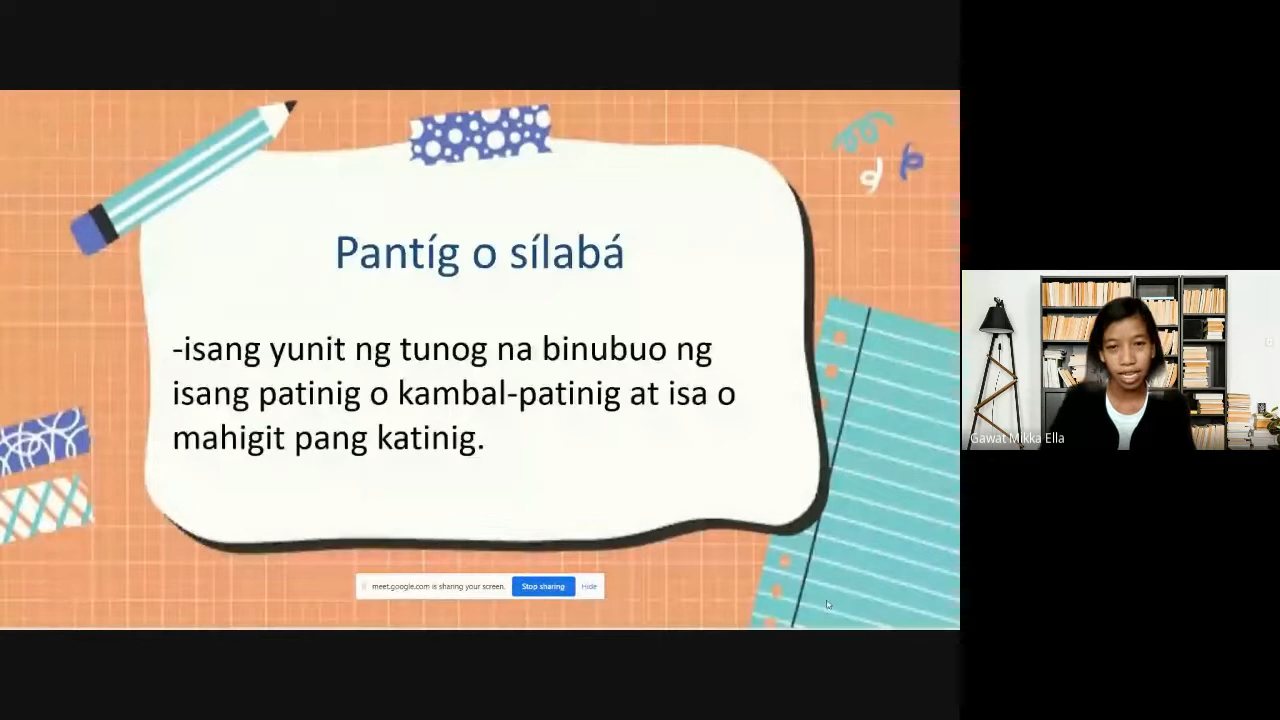 Pantíg o sílabá
-isang yunit ng tunog na binubuo ng
isang patinig o kambal-patinig at isa o
mahigit pang katinig.
meet.google.com is sharing your screen. Stop sharing Hide
Gawat Mikka Ella